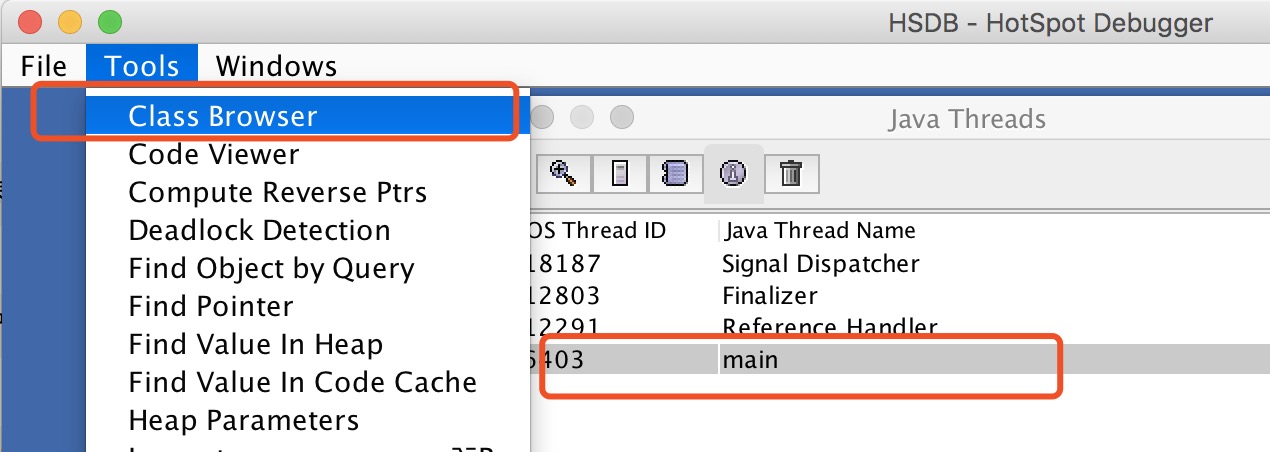 HSDB - HotSpot Debugger
File Tools Windows
Class Browser
Code Viewer
Compute Reverse Ptrs
Deadlock Detection
Find Object by Query
Find Pointer
Find Value In Heap
Find Value In Code Cache
Heap Parameters
Java Threads
OS Thread ID Java Thread Name
18187 Signal Dispatcher
12803 Finalizer
12291 Reference Handler
403 main